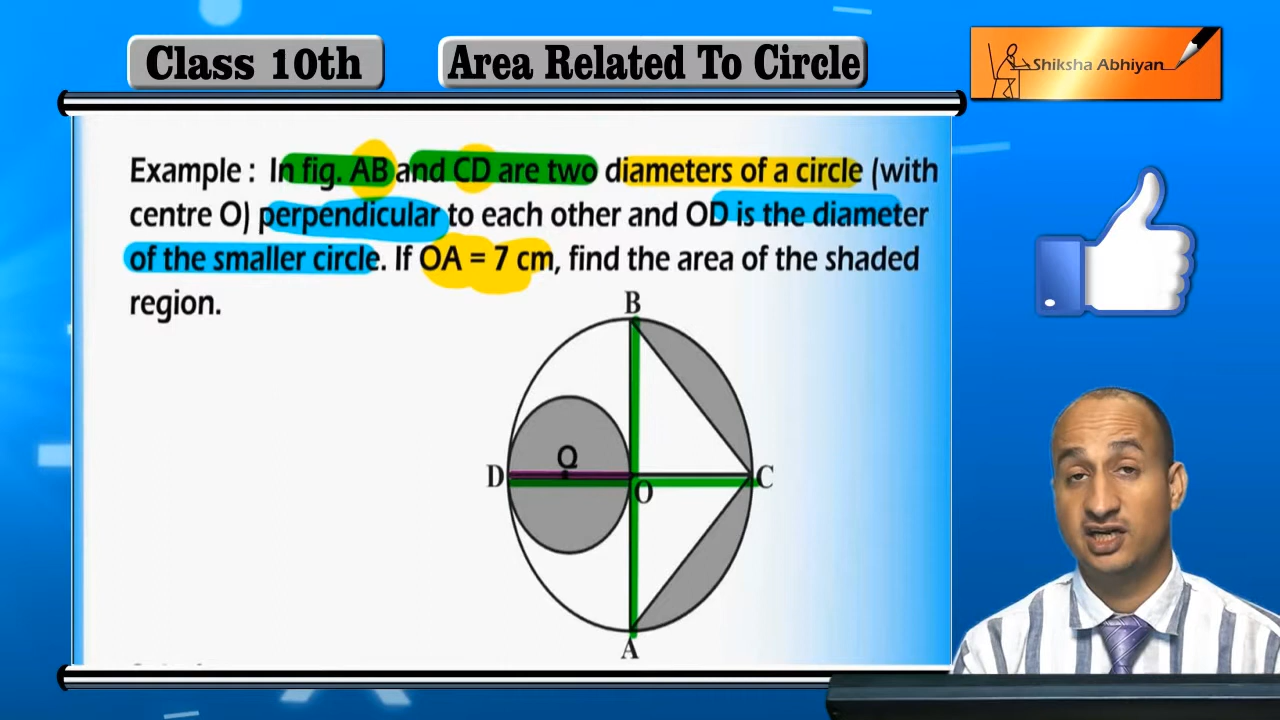 Class 10th
Area Related To Circle
Shiksha Abhiyan
Example : In fig. AB and CD are two diameters of a circle (with
centre O) perpendicular to each other and OD is the diameter
of the smaller circle. If OA = 7 cm, find the area of the shaded
region.
B
Q
D
O
C
A